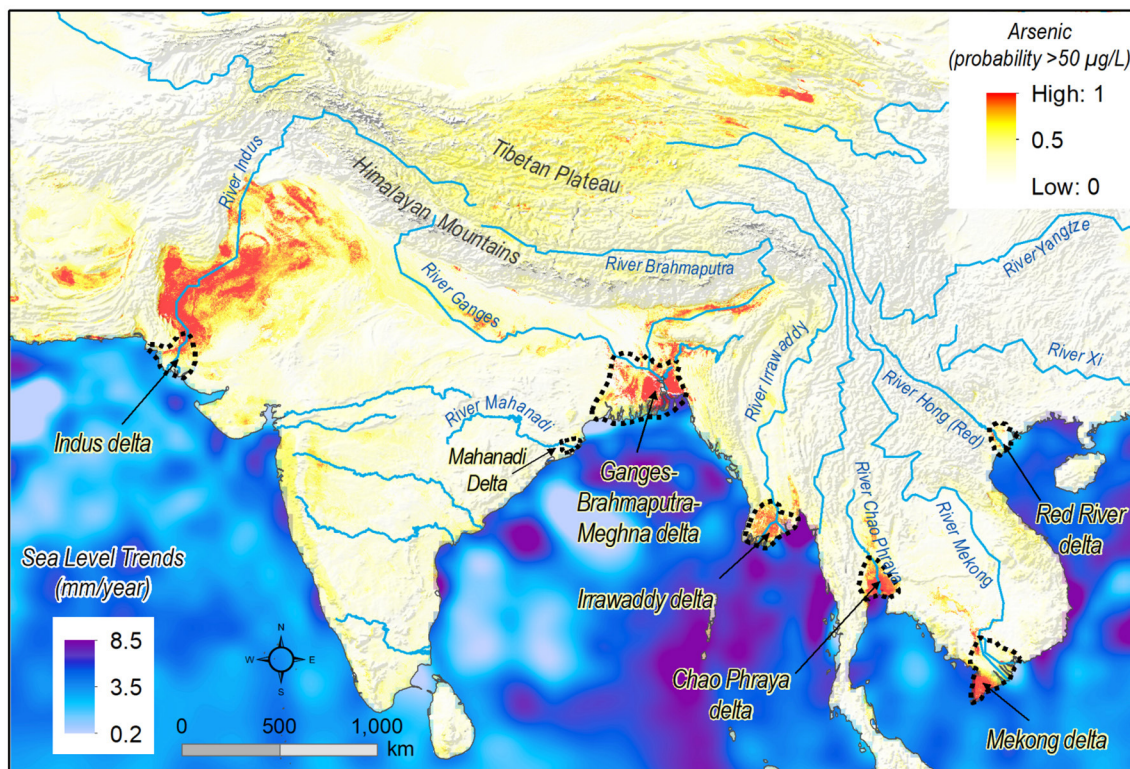 Arsenic
(probability >50 µg/L)
High: 1
0.5
Low: 0
River Indus
Tibetan Plateau
Himalayan Mountains
River Brahmaputra
River Ganges
River Yangtze
River Xi
River Irrawaddy
River Hong (Red)
River Mahanadi
River Chao Phraya
River Mekong
Indus delta
Mahanadi
Delta
Ganges-
Brahmaputra-
Meghna delta
Red River
delta
Irrawaddy delta
Chao Phraya
delta
Mekong delta
Sea Level Trends
(mm/year)
8.5
3.5
0.2
N
W
E
S
0
500
1,000
km